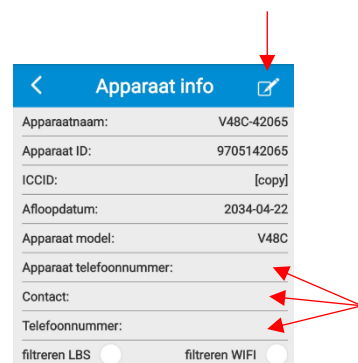 Apparaat info
Apparaatnaam: V48C-42065
Apparaat ID: 9705142065
ICCID: [copy]
Afloopdatum: 2034-04-22
Apparaat model: V48C
Apparaat telefoonnummer:
Contact:
Telefoonnummer:
filtreren LBS filtreren WIFI